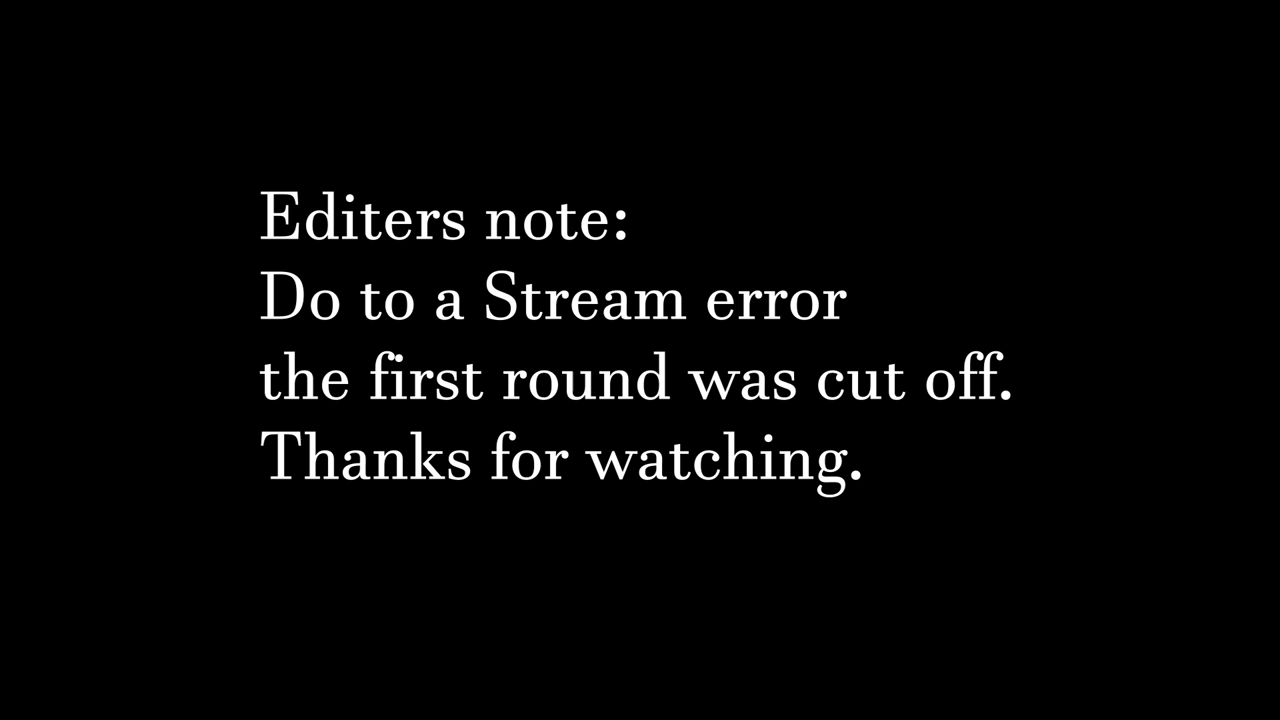 Editers note:
Do to a Stream error
the first round was cut off.
Thanks for watching.